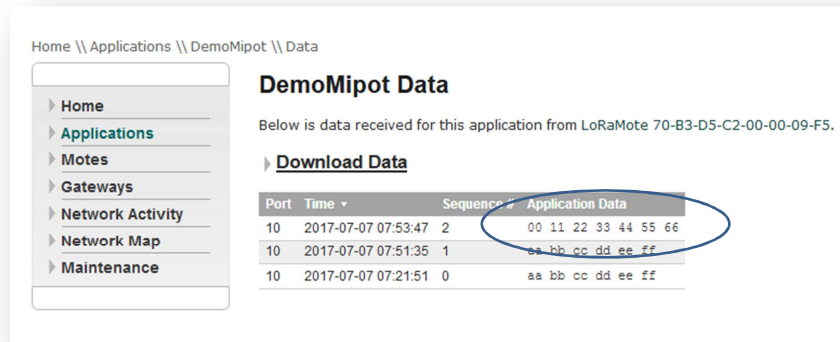 Home \\ Applications \\ DemoMipot \\ Data
Home
Applications
Motes
Gateways
Network Activity
Network Map
Maintenance
DemoMipot Data
Below is data received for this application from LoRaMote 70-B3-D5-C2-00-00-09-F5.
Download Data
Port Time Sequence # Application Data
10 2017-07-07 07:53:47 2 00 11 22 33 44 55 66
10 2017-07-07 07:51:35 1 aa bb cc dd ee ff
10 2017-07-07 07:21:51 0 aa bb cc dd ee ff